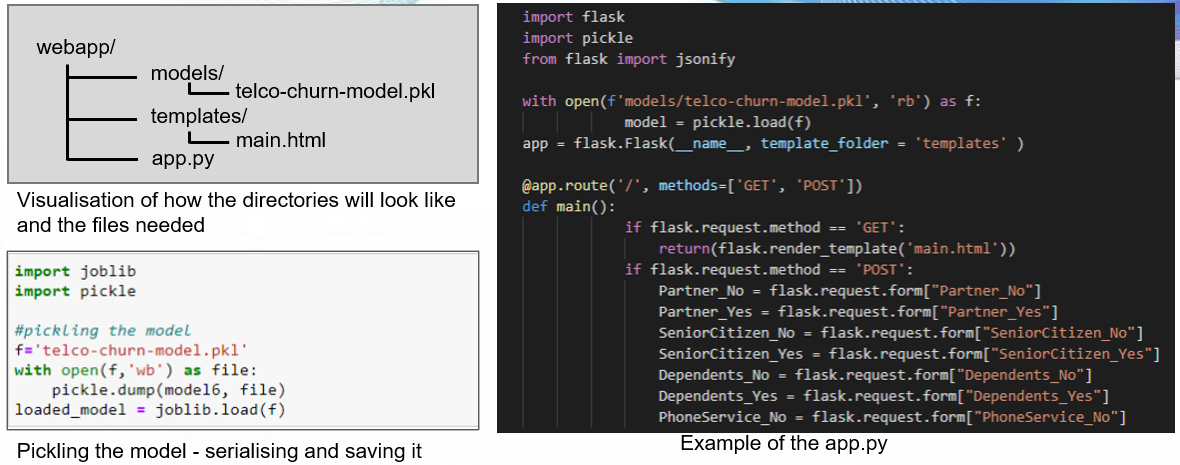 webapp/
models/
telco-churn-model.pkl
templates/
main.html
app.py
Visualisation of how the directories will look like
and the files needed
import joblib
import pickle
#pickling the model
f='telco-churn-model.pkl'
with open(f,'wb') as file:
pickle.dump(model6, file)
loaded_model = joblib.load(f)
Pickling the model - serialising and saving it
import flask
import pickle
from flask import jsonify
with open(f'models/telco-churn-model.pkl', 'rb') as f:
model = pickle.load(f)
app = flask.Flask(__name__, template_folder = 'templates' )
@app.route('/', methods=['GET', 'POST'])
def main():
if flask.request.method == 'GET':
return(flask.render_template('main.html'))
if flask.request.method == 'POST':
Partner_No = flask.request.form["Partner_No"]
Partner_Yes = flask.request.form["Partner_Yes"]
SeniorCitizen_No = flask.request.form["SeniorCitizen_No"]
SeniorCitizen_Yes = flask.request.form["SeniorCitizen_Yes"]
Dependents_No = flask.request.form["Dependents_No"]
Dependents_Yes = flask.request.form["Dependents_Yes"]
PhoneService_No = flask.request.form["PhoneService_No"]
Example of the app.py